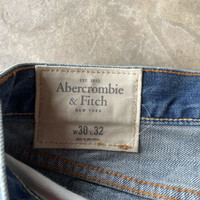 EST. 1892
Abercrombie
& Fitch
NEW YORK
W30 L32